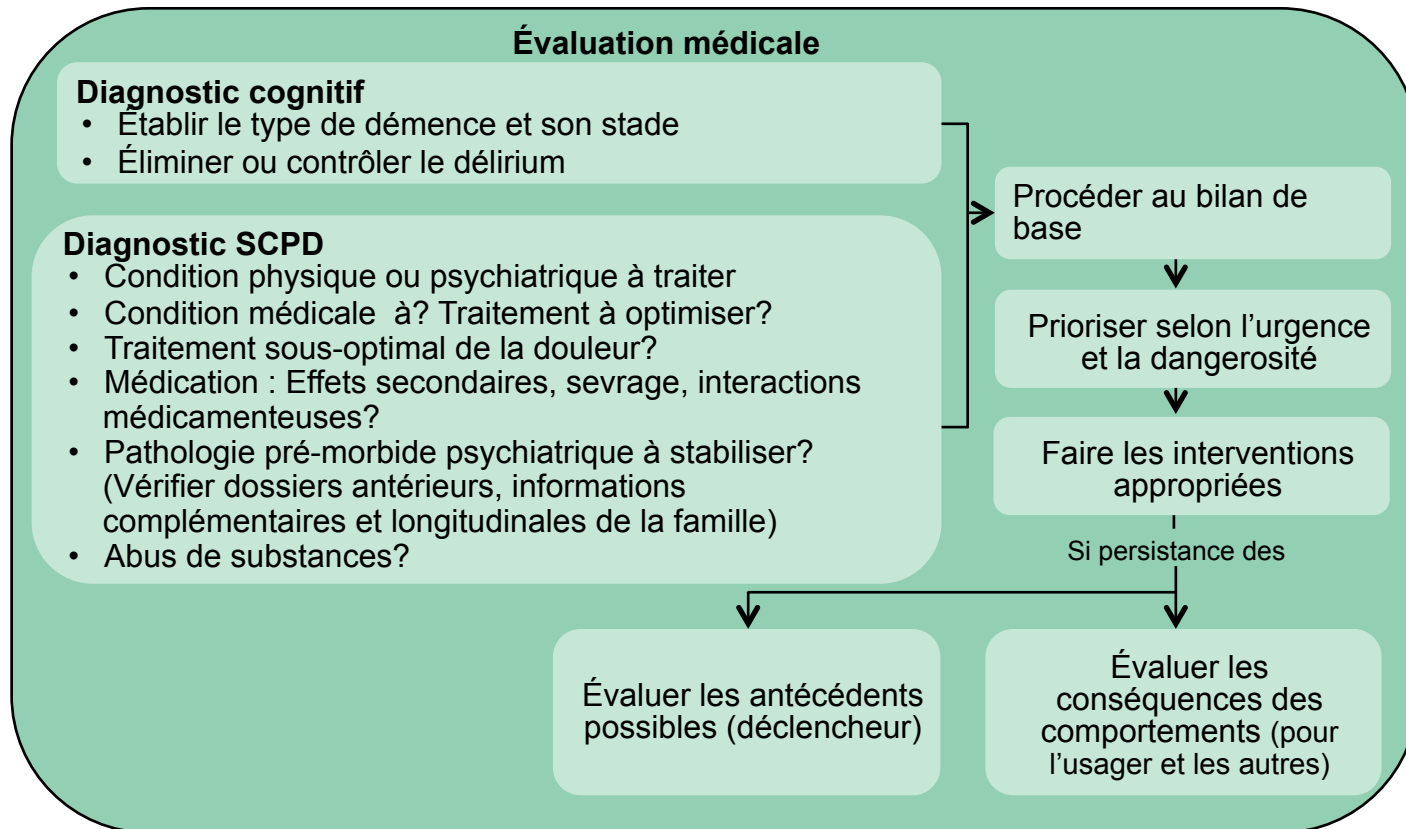 Évaluation médicale
Diagnostic cognitif
• Établir le type de démence et son stade
• Éliminer ou contrôler le délirium
Diagnostic SCPD
• Condition physique ou psychiatrique à traiter
• Condition médicale à? Traitement à optimiser?
• Traitement sous-optimal de la douleur?
• Médication : Effets secondaires, sevrage, interactions
médicamenteuses?
• Pathologie pré-morbide psychiatrique à stabiliser?
(Vérifier dossiers antérieurs, informations
complémentaires et longitudinales de la famille)
• Abus de substances?
Procéder au bilan de
base
Prioriser selon l’urgence
et la dangerosité
Faire les interventions
appropriées
Si persistance des
Évaluer les antécédents
possibles (déclencheur)
Évaluer les
conséquences des
comportements (pour
l’usager et les autres)